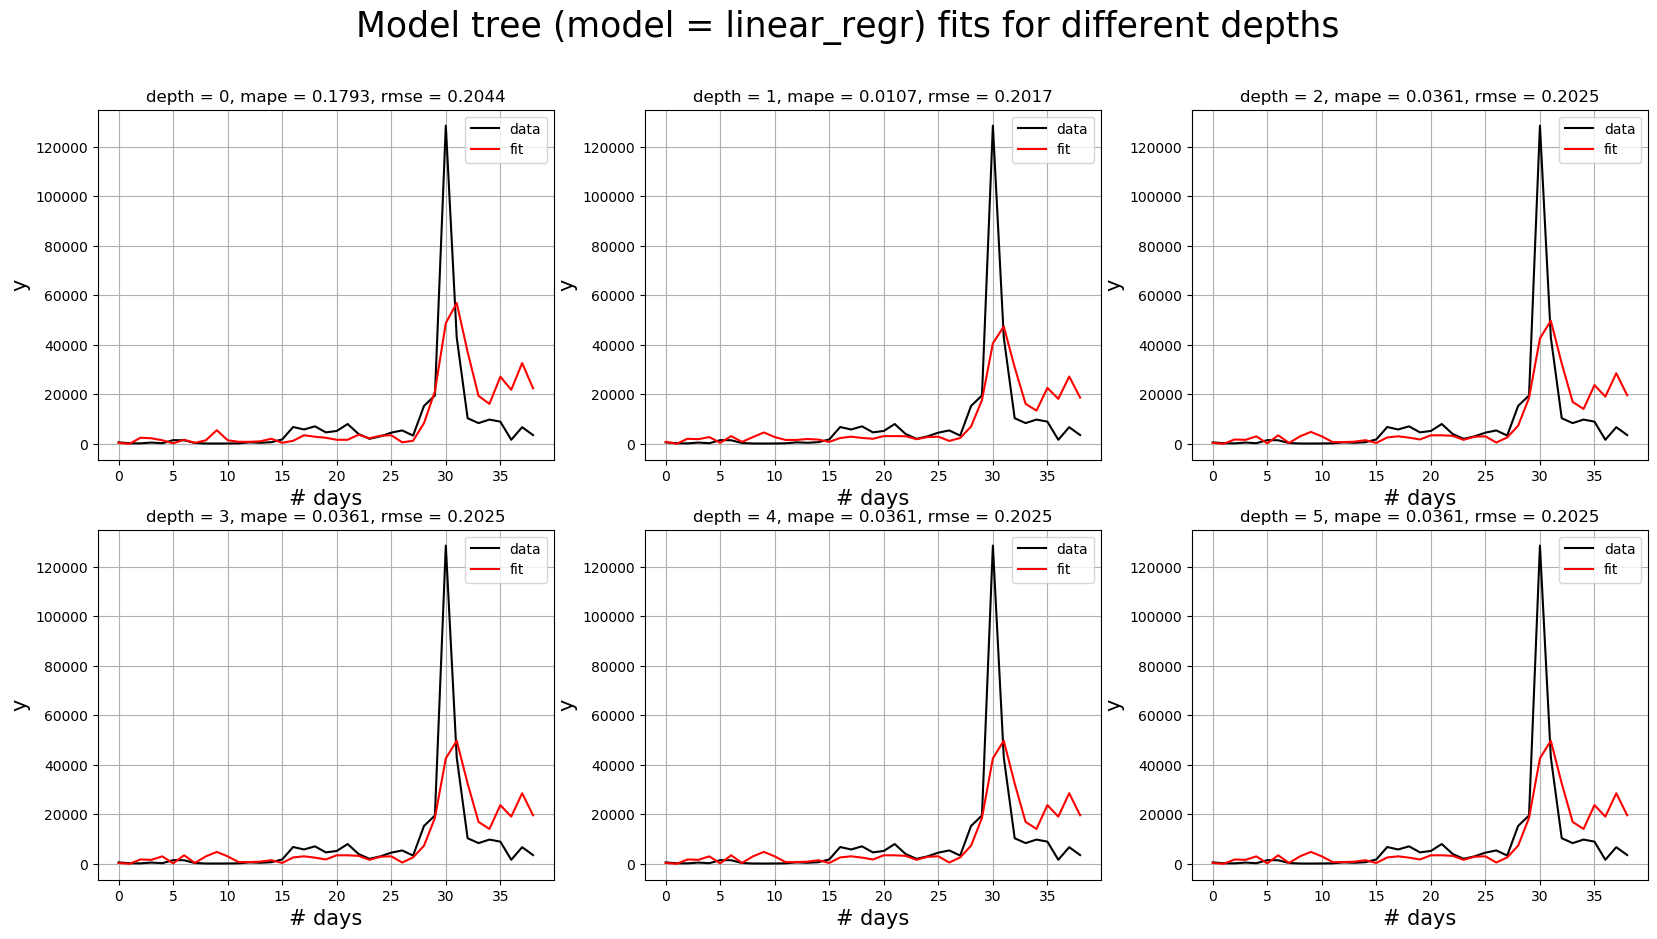 Model tree (model = linear_regr) fits for different depths
depth = 0, mape = 0.1793, rmse = 0.2044
data
fit
120000
100000
80000
60000
40000
20000
0
y
0 5 10 15 20 25 30 35
# days
depth = 1, mape = 0.0107, rmse = 0.2017
data
fit
120000
100000
80000
60000
40000
20000
0
y
0 5 10 15 20 25 30 35
# days
depth = 2, mape = 0.0361, rmse = 0.2025
data
fit
120000
100000
80000
60000
40000
20000
0
y
0 5 10 15 20 25 30 35
# days
depth = 3, mape = 0.0361, rmse = 0.2025
data
fit
120000
100000
80000
60000
40000
20000
0
y
0 5 10 15 20 25 30 35
# days
depth = 4, mape = 0.0361, rmse = 0.2025
data
fit
120000
100000
80000
60000
40000
20000
0
y
0 5 10 15 20 25 30 35
# days
depth = 5, mape = 0.0361, rmse = 0.2025
data
fit
120000
100000
80000
60000
40000
20000
0
y
0 5 10 15 20 25 30 35
# days